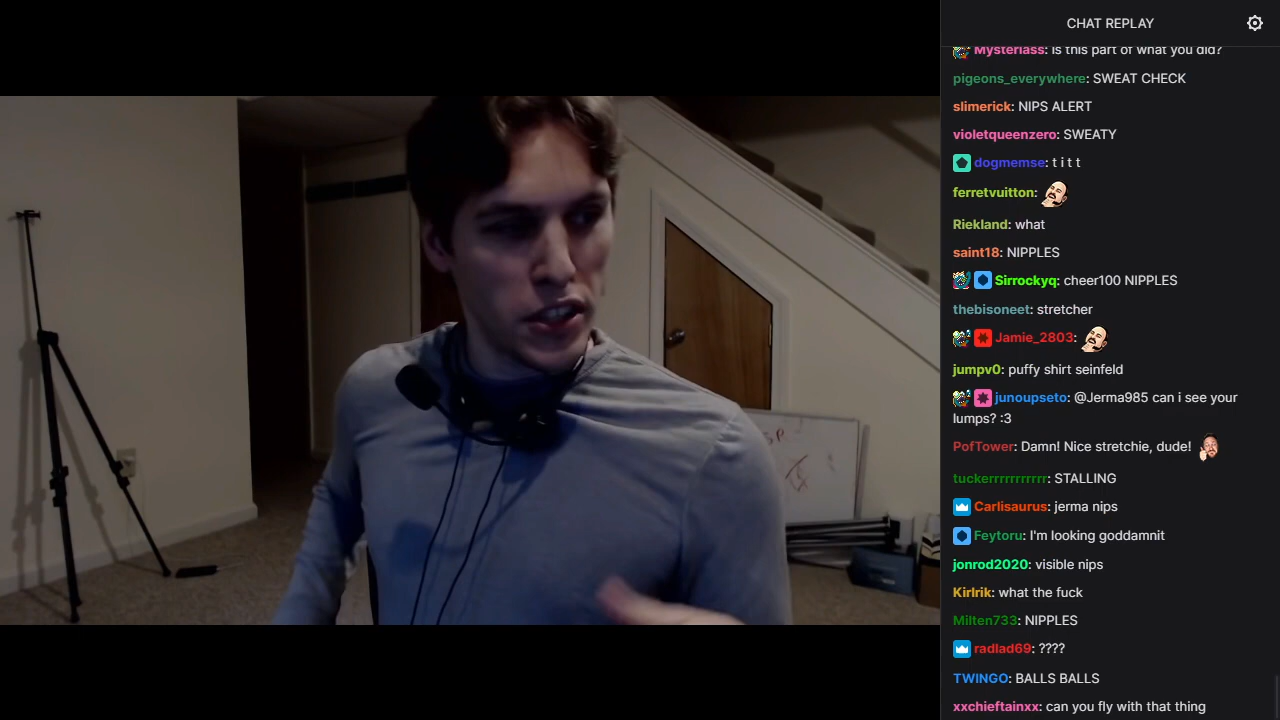 CHAT REPLAY
Mysteriass: is this part of what you did?
pigeons_everywhere: SWEAT CHECK
slimerick: NIPS ALERT
violetqueenzero: SWEATY
dogmemse: t i t t
ferretvuitton:
Riekland: what
saint18: NIPPLES
Sirrockyq: cheer100 NIPPLES
thebisoneet: stretcher
Jamie_2803:
jumpv0: puffy shirt seinfeld
junoupseto: @Jerma985 can i see your
lumps? :3
PofTower: Damn! Nice stretchie, dude!
tuckerrrrrrrrrrr: STALLING
Carlisaurus: jerma nips
Feytoru: I'm looking goddamnit
jonrod2020: visible nips
Kirlrik: what the fuck
Milten733: NIPPLES
radlad69: ????
TWINGO: BALLS BALLS
xxchieftainxx: can you fly with that thing